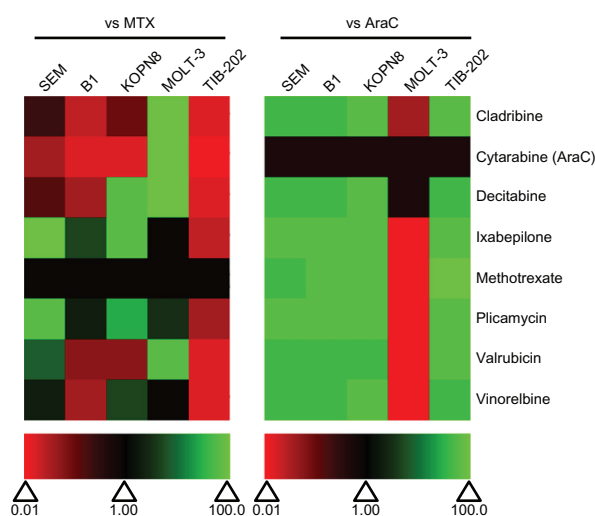 vs MTX
vs AraC
SEM B1 KOPN8 MOLT-3 TIB-202
SEM B1 KOPN8 MOLT-3 TIB-202
Cladribine
Cytarabine (AraC)
Decitabine
Ixabepilone
Methotrexate
Plicamycin
Valrubicin
Vinorelbine
0.01 1.00 100.0
0.01 1.00 100.0